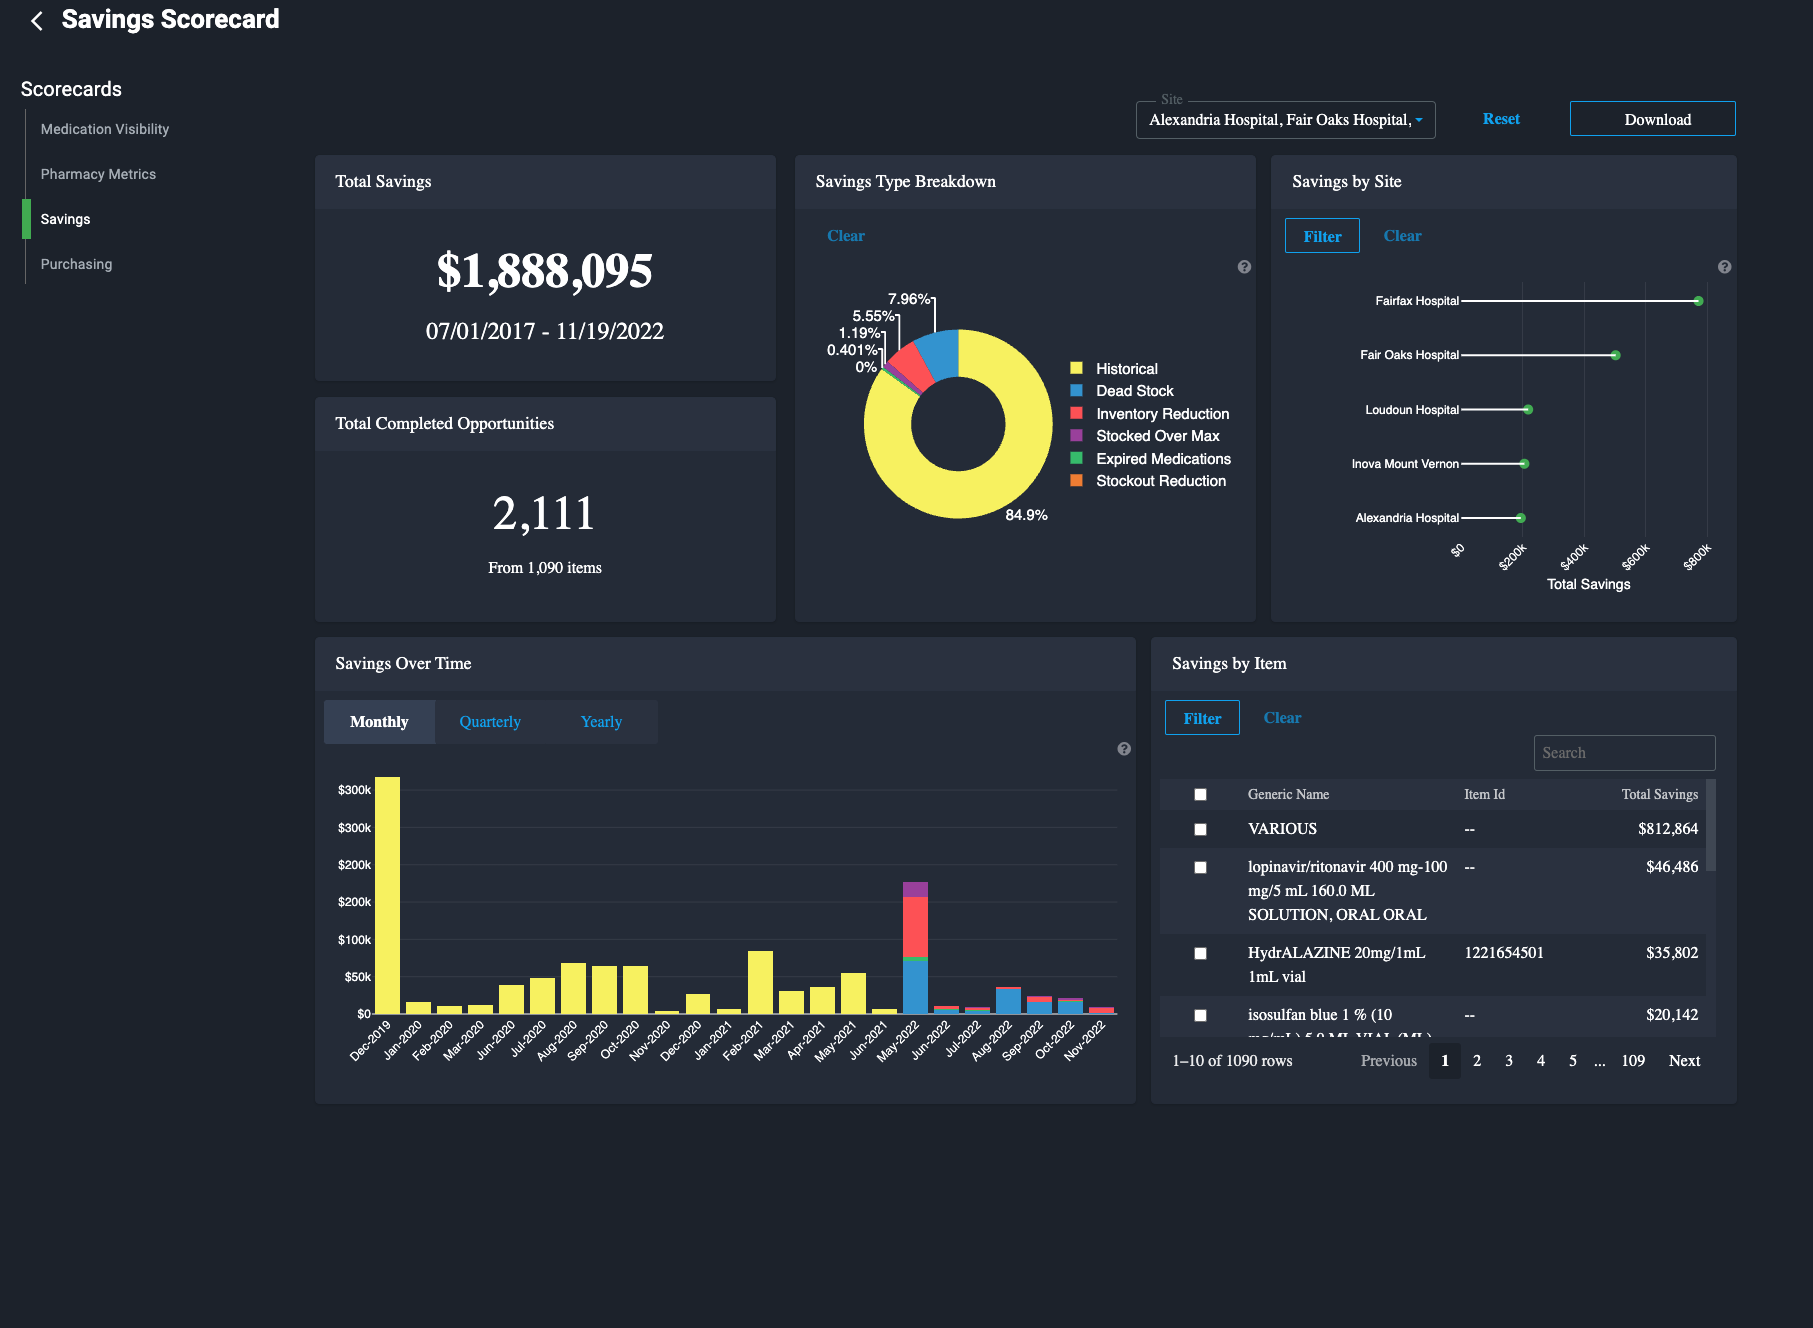 Savings Scorecard
Scorecards
Medication Visibility
Pharmacy Metrics
Savings
Purchasing
Site
Alexandria Hospital, Fair Oaks Hospital,
Reset
Download
Total Savings
$1,888,095
07/01/2017 - 11/19/2022
Total Completed Opportunities
2,111
From 1,090 items
Savings Type Breakdown
Clear
7.96%
5.55%
1.19%
0.401%
0%
84.9%
Historical
Dead Stock
Inventory Reduction
Stocked Over Max
Expired Medications
Stockout Reduction
Savings by Site
Filter
Clear
Fairfax Hospital
Fair Oaks Hospital
Loudoun Hospital
Inova Mount Vernon
Alexandria Hospital
$0
$200k
$400k
$600k
$800k
Total Savings
Savings Over Time
Monthly
Quarterly
Yearly
$300k
$300k
$200k
$200k
$100k
$50k
$0
Dec-2019
Jan-2020
Feb-2020
Mar-2020
Jun-2020
Jul-2020
Aug-2020
Sep-2020
Oct-2020
Nov-2020
Dec-2020
Jan-2021
Feb-2021
Mar-2021
Apr-2021
May-2021
Jun-2021
May-2022
Jun-2022
Jul-2022
Aug-2022
Sep-2022
Oct-2022
Nov-2022
Savings by Item
Filter
Clear
Search
Generic Name Item Id Total Savings
VARIOUS -- $812,864
lopinavir/ritonavir 400 mg-100 -- $46,486
mg/5 mL 160.0 ML
SOLUTION, ORAL ORAL
HydrALAZINE 20mg/1mL 1221654501 $35,802
1mL vial
isosulfan blue 1 % (10 -- $20,142
mg/mL) 5.0 ML VIAL (ML)
1–10 of 1090 rows
Previous 1 2 3 4 5 ... 109 Next